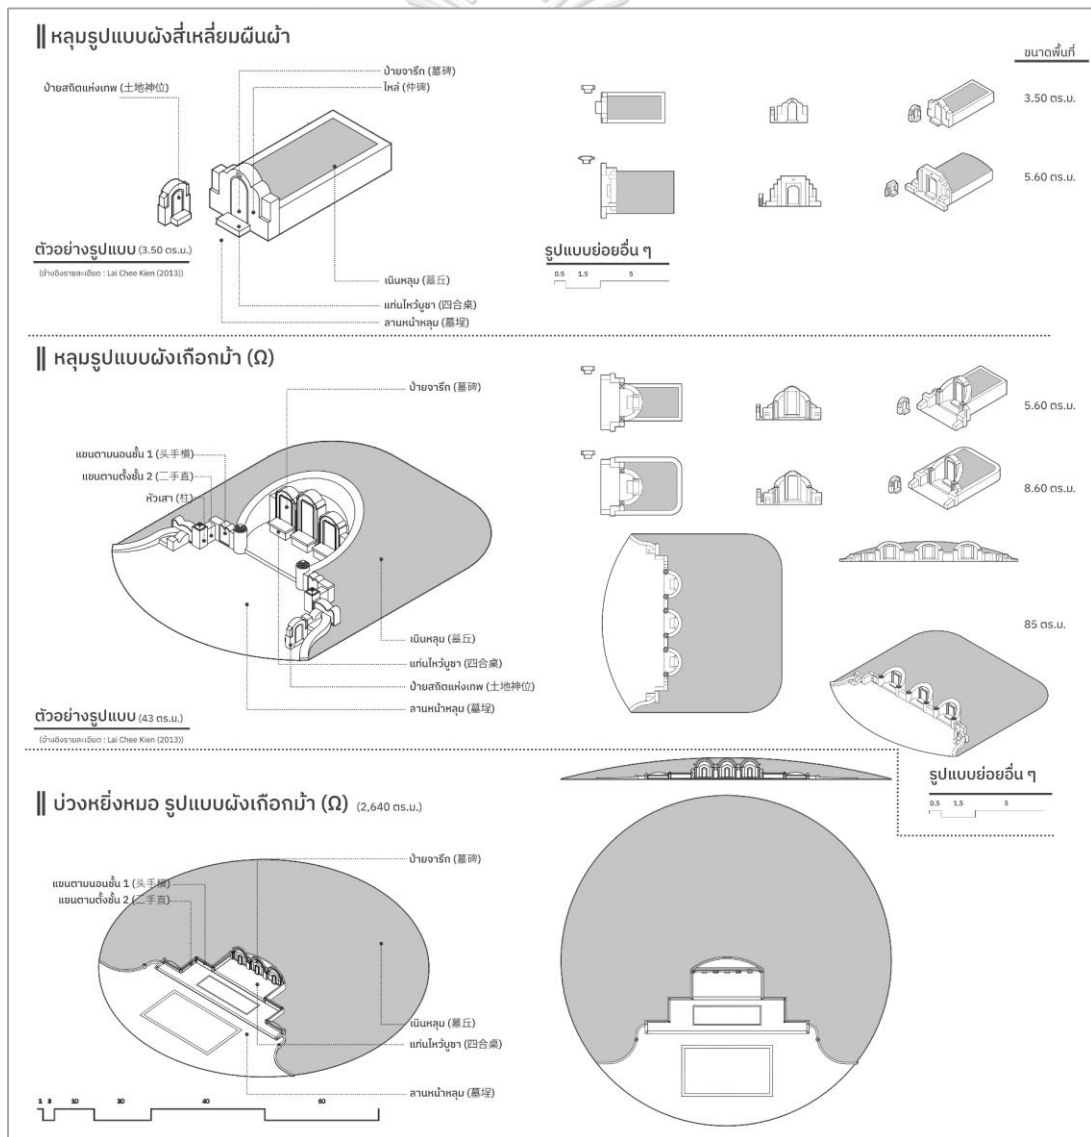 หลุมรูปแบบผังสี่เหลี่ยมผืนผ้า
ป้ายจารึก (墓碑)
ไหล่ (仲碑)
ป้ายสถิตแห่งเทพ (土地神位)
ตัวอย่างรูปแบบ (3.50 ตร.ม.)
(อ้างอิงรายละเอียด : Lai Chee Kien (2013))
เนินหลุม (墓丘)
แท่นไหว้บูชา (四合桌)
ลานหน้าหลุม (墓埕)
ขนาดพื้นที่
3.50 ตร.ม.
5.60 ตร.ม.
รูปแบบย่อยอื่น ๆ
0.5 1.5 5
หลุมรูปแบบผังเกือกม้า (Ω)
ป้ายจารึก (墓碑)
แขนตามนอนชั้น 1 (头手橫)
แขนตามตั้งชั้น 2 (二手直)
หัวเสา (柱)
เนินหลุม (墓丘)
แท่นไหว้บูชา (四合桌)
ป้ายสถิตแห่งเทพ (土地神位)
ลานหน้าหลุม (墓埕)
ตัวอย่างรูปแบบ (43 ตร.ม.)
(อ้างอิงรายละเอียด : Lai Chee Kien (2013))
5.60 ตร.ม.
8.60 ตร.ม.
85 ตร.ม.
รูปแบบย่อยอื่น ๆ
0.5 1.5 5
บ่วงหยิ่งหมอ รูปแบบผังเกือกม้า (Ω) (2,640 ตร.ม.)
ป้ายจารึก (墓碑)
แขนตามนอนชั้น 1 (头手橫)
แขนตามตั้งชั้น 2 (二手直)
เนินหลุม (墓丘)
แท่นไหว้บูชา (四合桌)
ลานหน้าหลุม (墓埕)
1 3 10 20 40 60